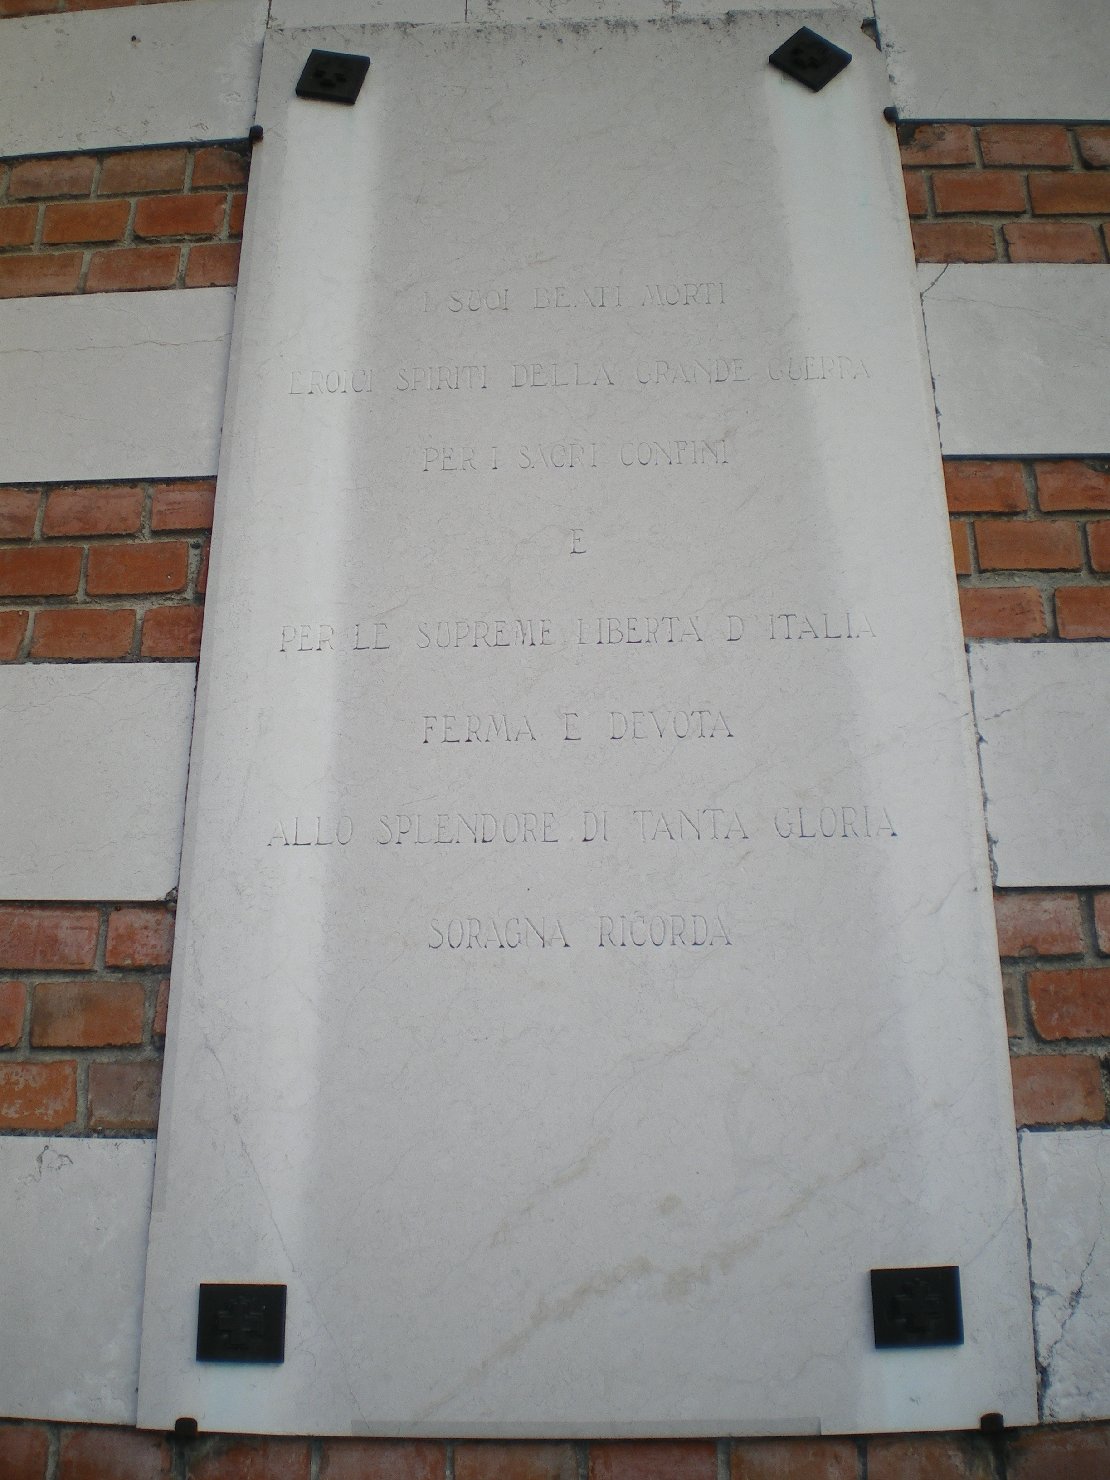 I SUOI BEATI MORTI
EROICI SPIRITI DELLA GRANDE GUERRA
PER I SACRI CONFINI
E
PER LE SUPREME LIBERTA D'ITALIA
FERMA E DEVOTA
ALLO SPLENDORE DI TANTA GLORIA
SORAGNA RICORDA